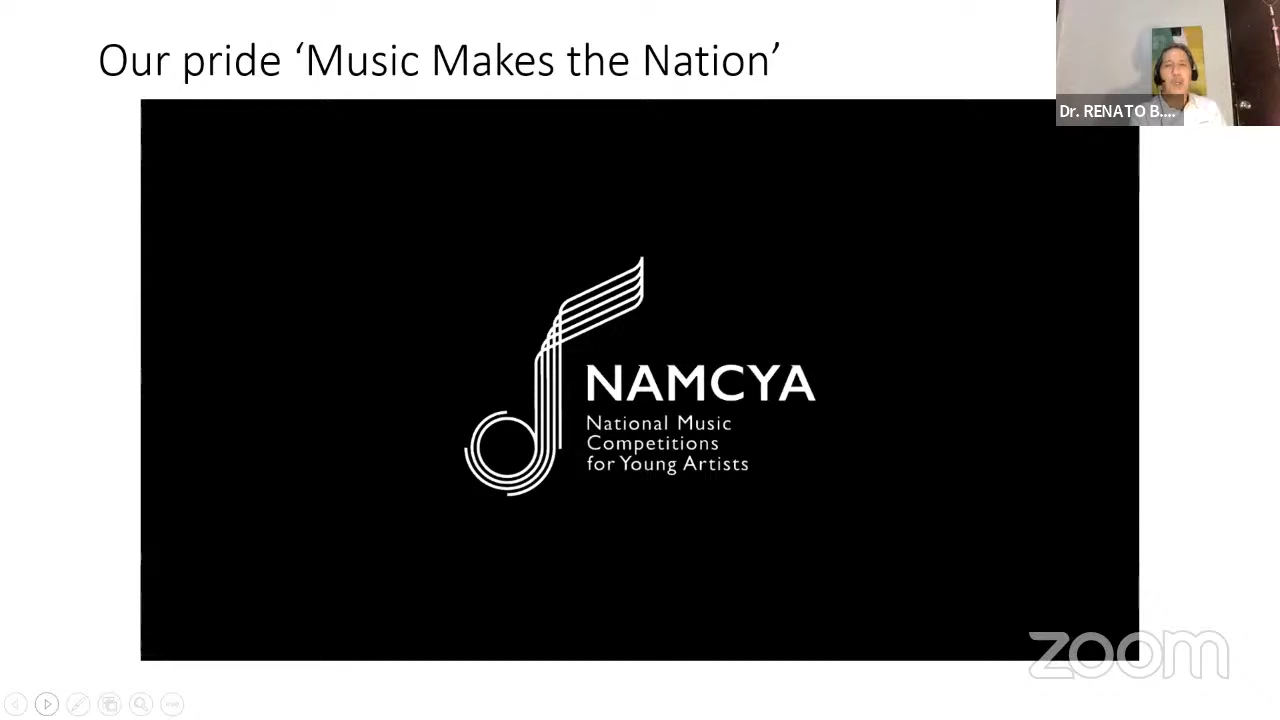 Our pride ‘Music Makes the Nation’
Dr. RENATO B....
NAMCYA
National Music
Competitions
for Young Artists
zoom